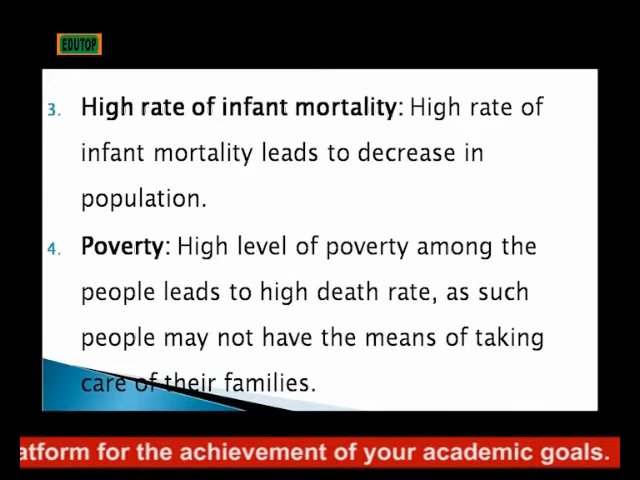 EDUTOP
3. High rate of infant mortality: High rate of
infant mortality leads to decrease in
population.
4. Poverty: High level of poverty among the
people leads to high death rate, as such
people may not have the means of taking
care of their families.
atform for the achievement of your academic goals.